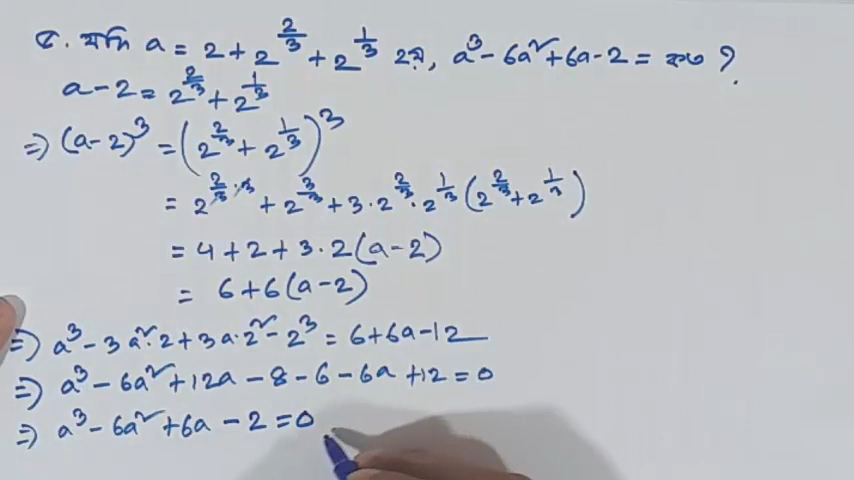 ৫. যদি a = 2 + 2^{2/3} + 2^{1/3} হয়, a³ - 6a² + 6a - 2 = কত ?
a - 2 = 2^{2/3} + 2^{1/3}
⇒ (a - 2)³ = (2^{2/3} + 2^{1/3})³
= 2^{2/3 · 3} + 2^{3/3} + 3 · 2^{2/3} · 2^{1/3} (2^{2/3} + 2^{1/3})
= 4 + 2 + 3 · 2(a - 2)
= 6 + 6(a - 2)
⇒ a³ - 3a² · 2 + 3a · 2² - 2³ = 6 + 6a - 12
⇒ a³ - 6a² + 12a - 8 - 6 - 6a + 12 = 0
⇒ a³ - 6a² + 6a - 2 = 0